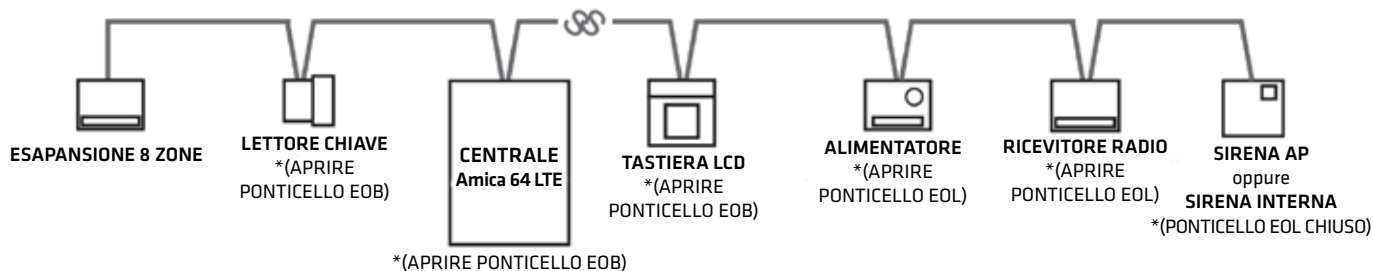 ESAPANSIONE 8 ZONE
LETTORE CHIAVE
*(APRIRE
PONTICELLO EOB)
CENTRALE
Amica 64 LTE
*(APRIRE PONTICELLO EOB)
TASTIERA LCD
*(APRIRE
PONTICELLO EOB)
ALIMENTATORE
*(APRIRE
PONTICELLO EOL)
RICEVITORE RADIO
*(APRIRE
PONTICELLO EOL)
SIRENA AP
oppure
SIRENA INTERNA
*(PONTICELLO EOL CHIUSO)